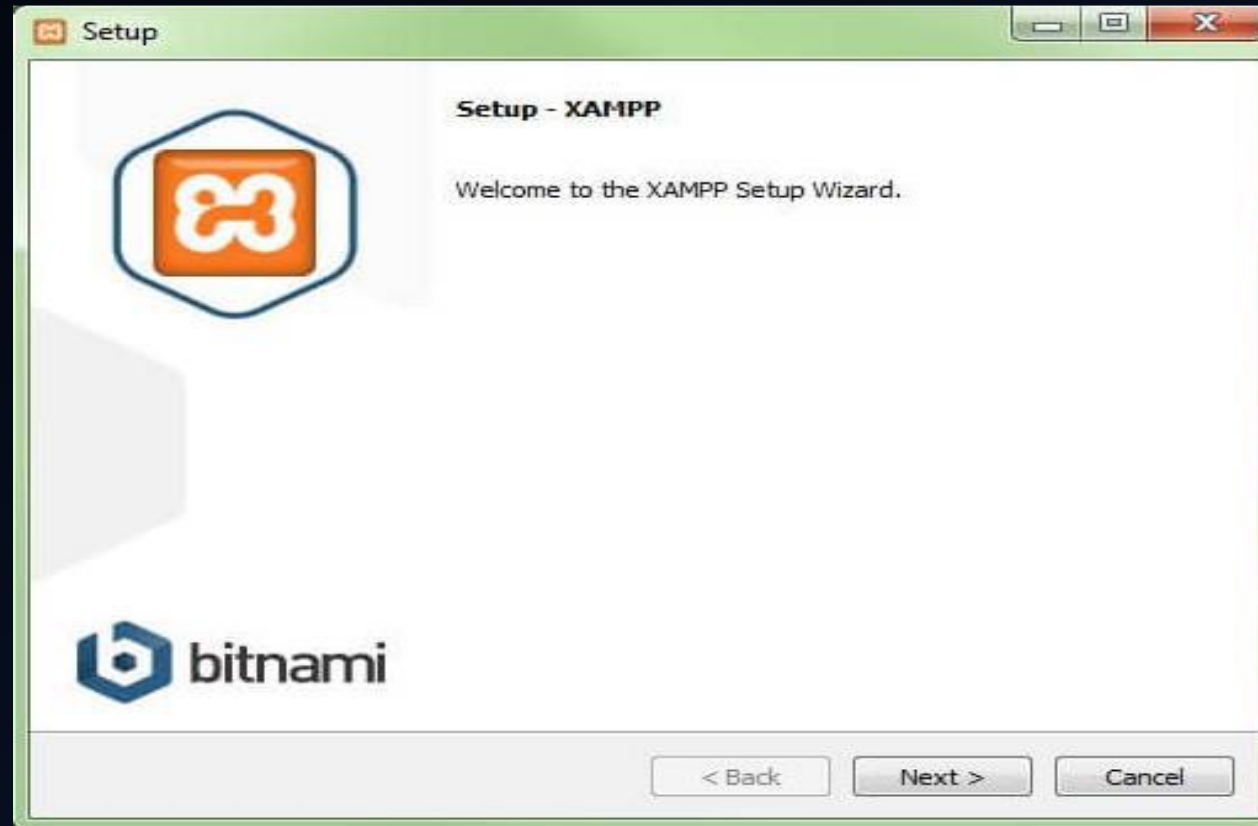 Setup
Setup - XAMPP
Welcome to the XAMPP Setup Wizard.
bitnami
< Back
Next >
Cancel